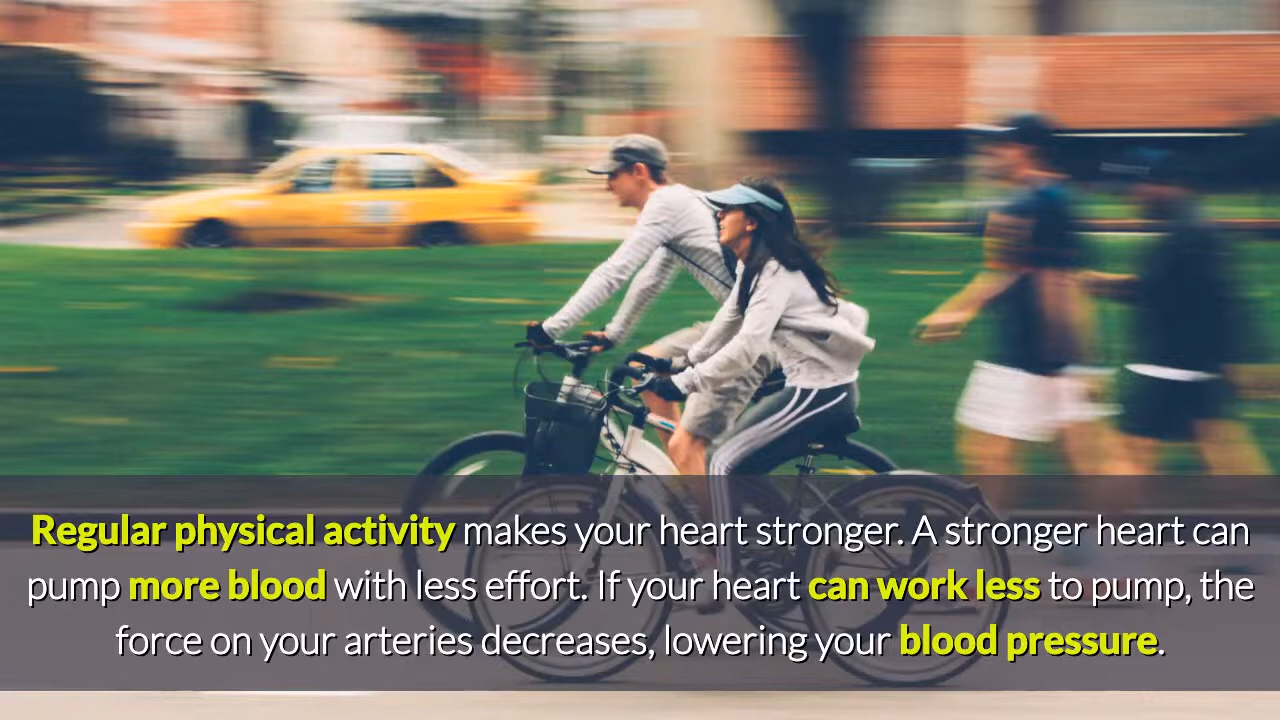 Regular physical activity makes your heart stronger. A stronger heart can
pump more blood with less effort. If your heart can work less to pump, the
force on your arteries decreases, lowering your blood pressure.